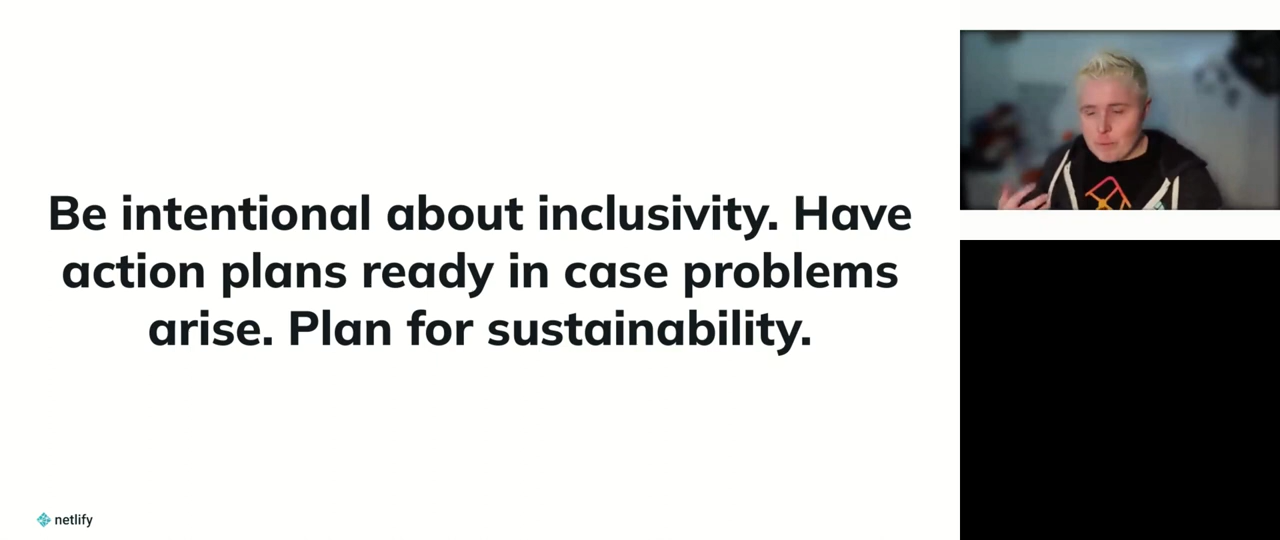 Be intentional about inclusivity. Have
action plans ready in case problems
arise. Plan for sustainability.
netlify